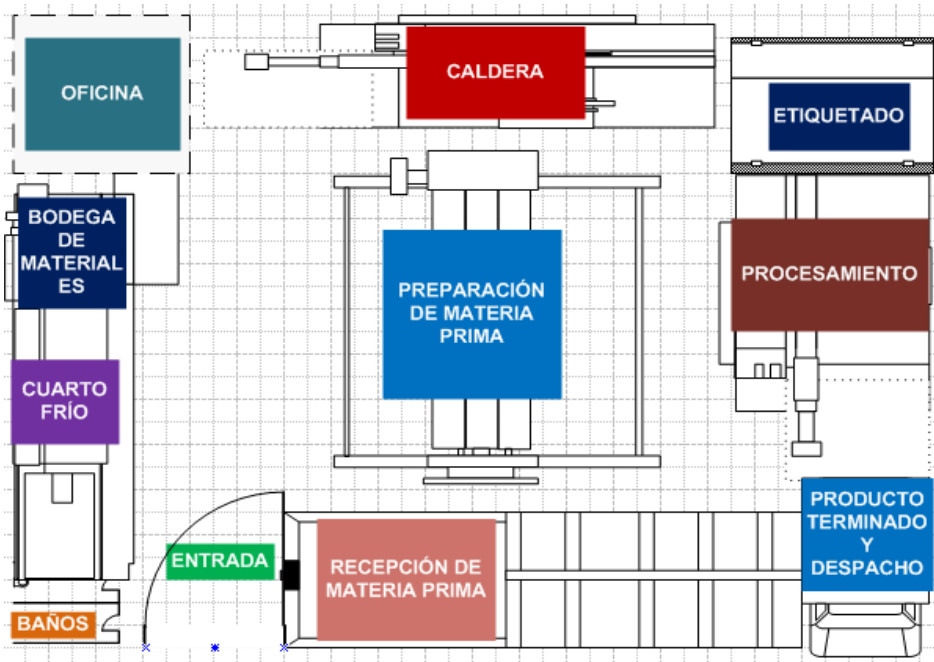 OFICINA
CALDERA
ETIQUETADO
BODEGA
DE
MATERIAL
ES
PREPARACIÓN
DE MATERIA
PRIMA
PROCESAMIENTO
CUARTO
FRÍO
ENTRADA
RECEPCIÓN DE
MATERIA PRIMA
PRODUCTO
TERMINADO
Y
DESPACHO
BAÑOS